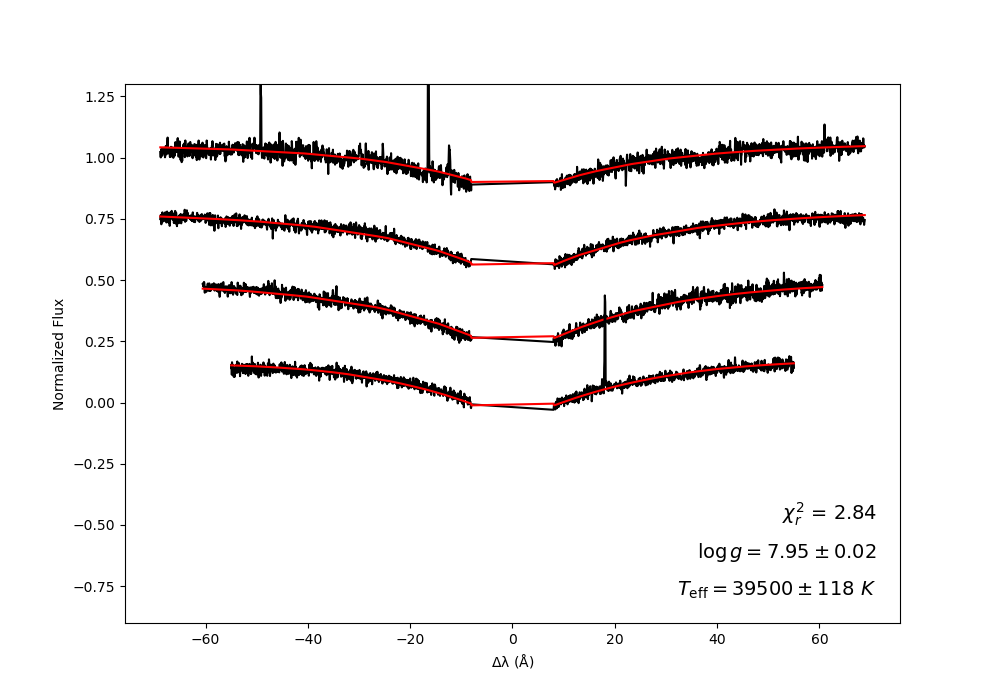 1.25
1.00
0.75
0.50
0.25
0.00
−0.25
−0.50
−0.75
Normalized Flux
χ²ᵣ = 2.84
log g = 7.95 ± 0.02
T_eff = 39500 ± 118 K
−60 −40 −20 0 20 40 60
Δλ (Å)